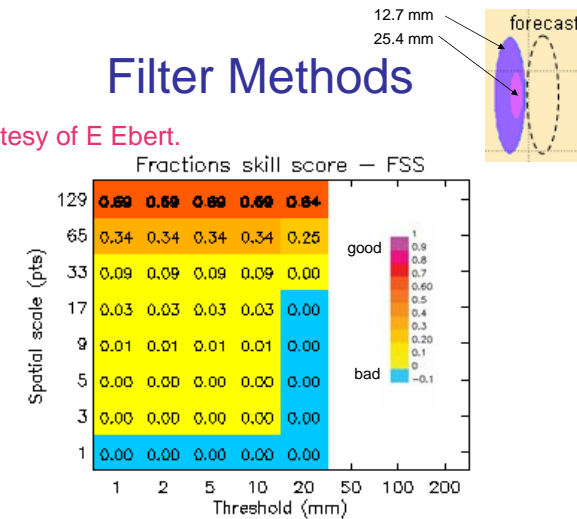 12.7 mm
25.4 mm
forecast
Filter Methods
tesy of E Ebert.
Fractions skill score — FSS
129 0.69 0.69 0.69 0.69 0.64
65 0.34 0.34 0.34 0.34 0.25
33 0.09 0.09 0.09 0.09 0.00
17 0.03 0.03 0.03 0.03 0.00
9 0.01 0.01 0.01 0.01 0.00
5 0.00 0.00 0.00 0.00 0.00
3 0.00 0.00 0.00 0.00 0.00
1 0.00 0.00 0.00 0.00 0.00
Spatial scale (pts)
1 2 5 10 20 50 100 200
Threshold (mm)
good
bad
1
0.9
0.8
0.7
0.60
0.5
0.4
0.3
0.20
0.1
0
-0.1